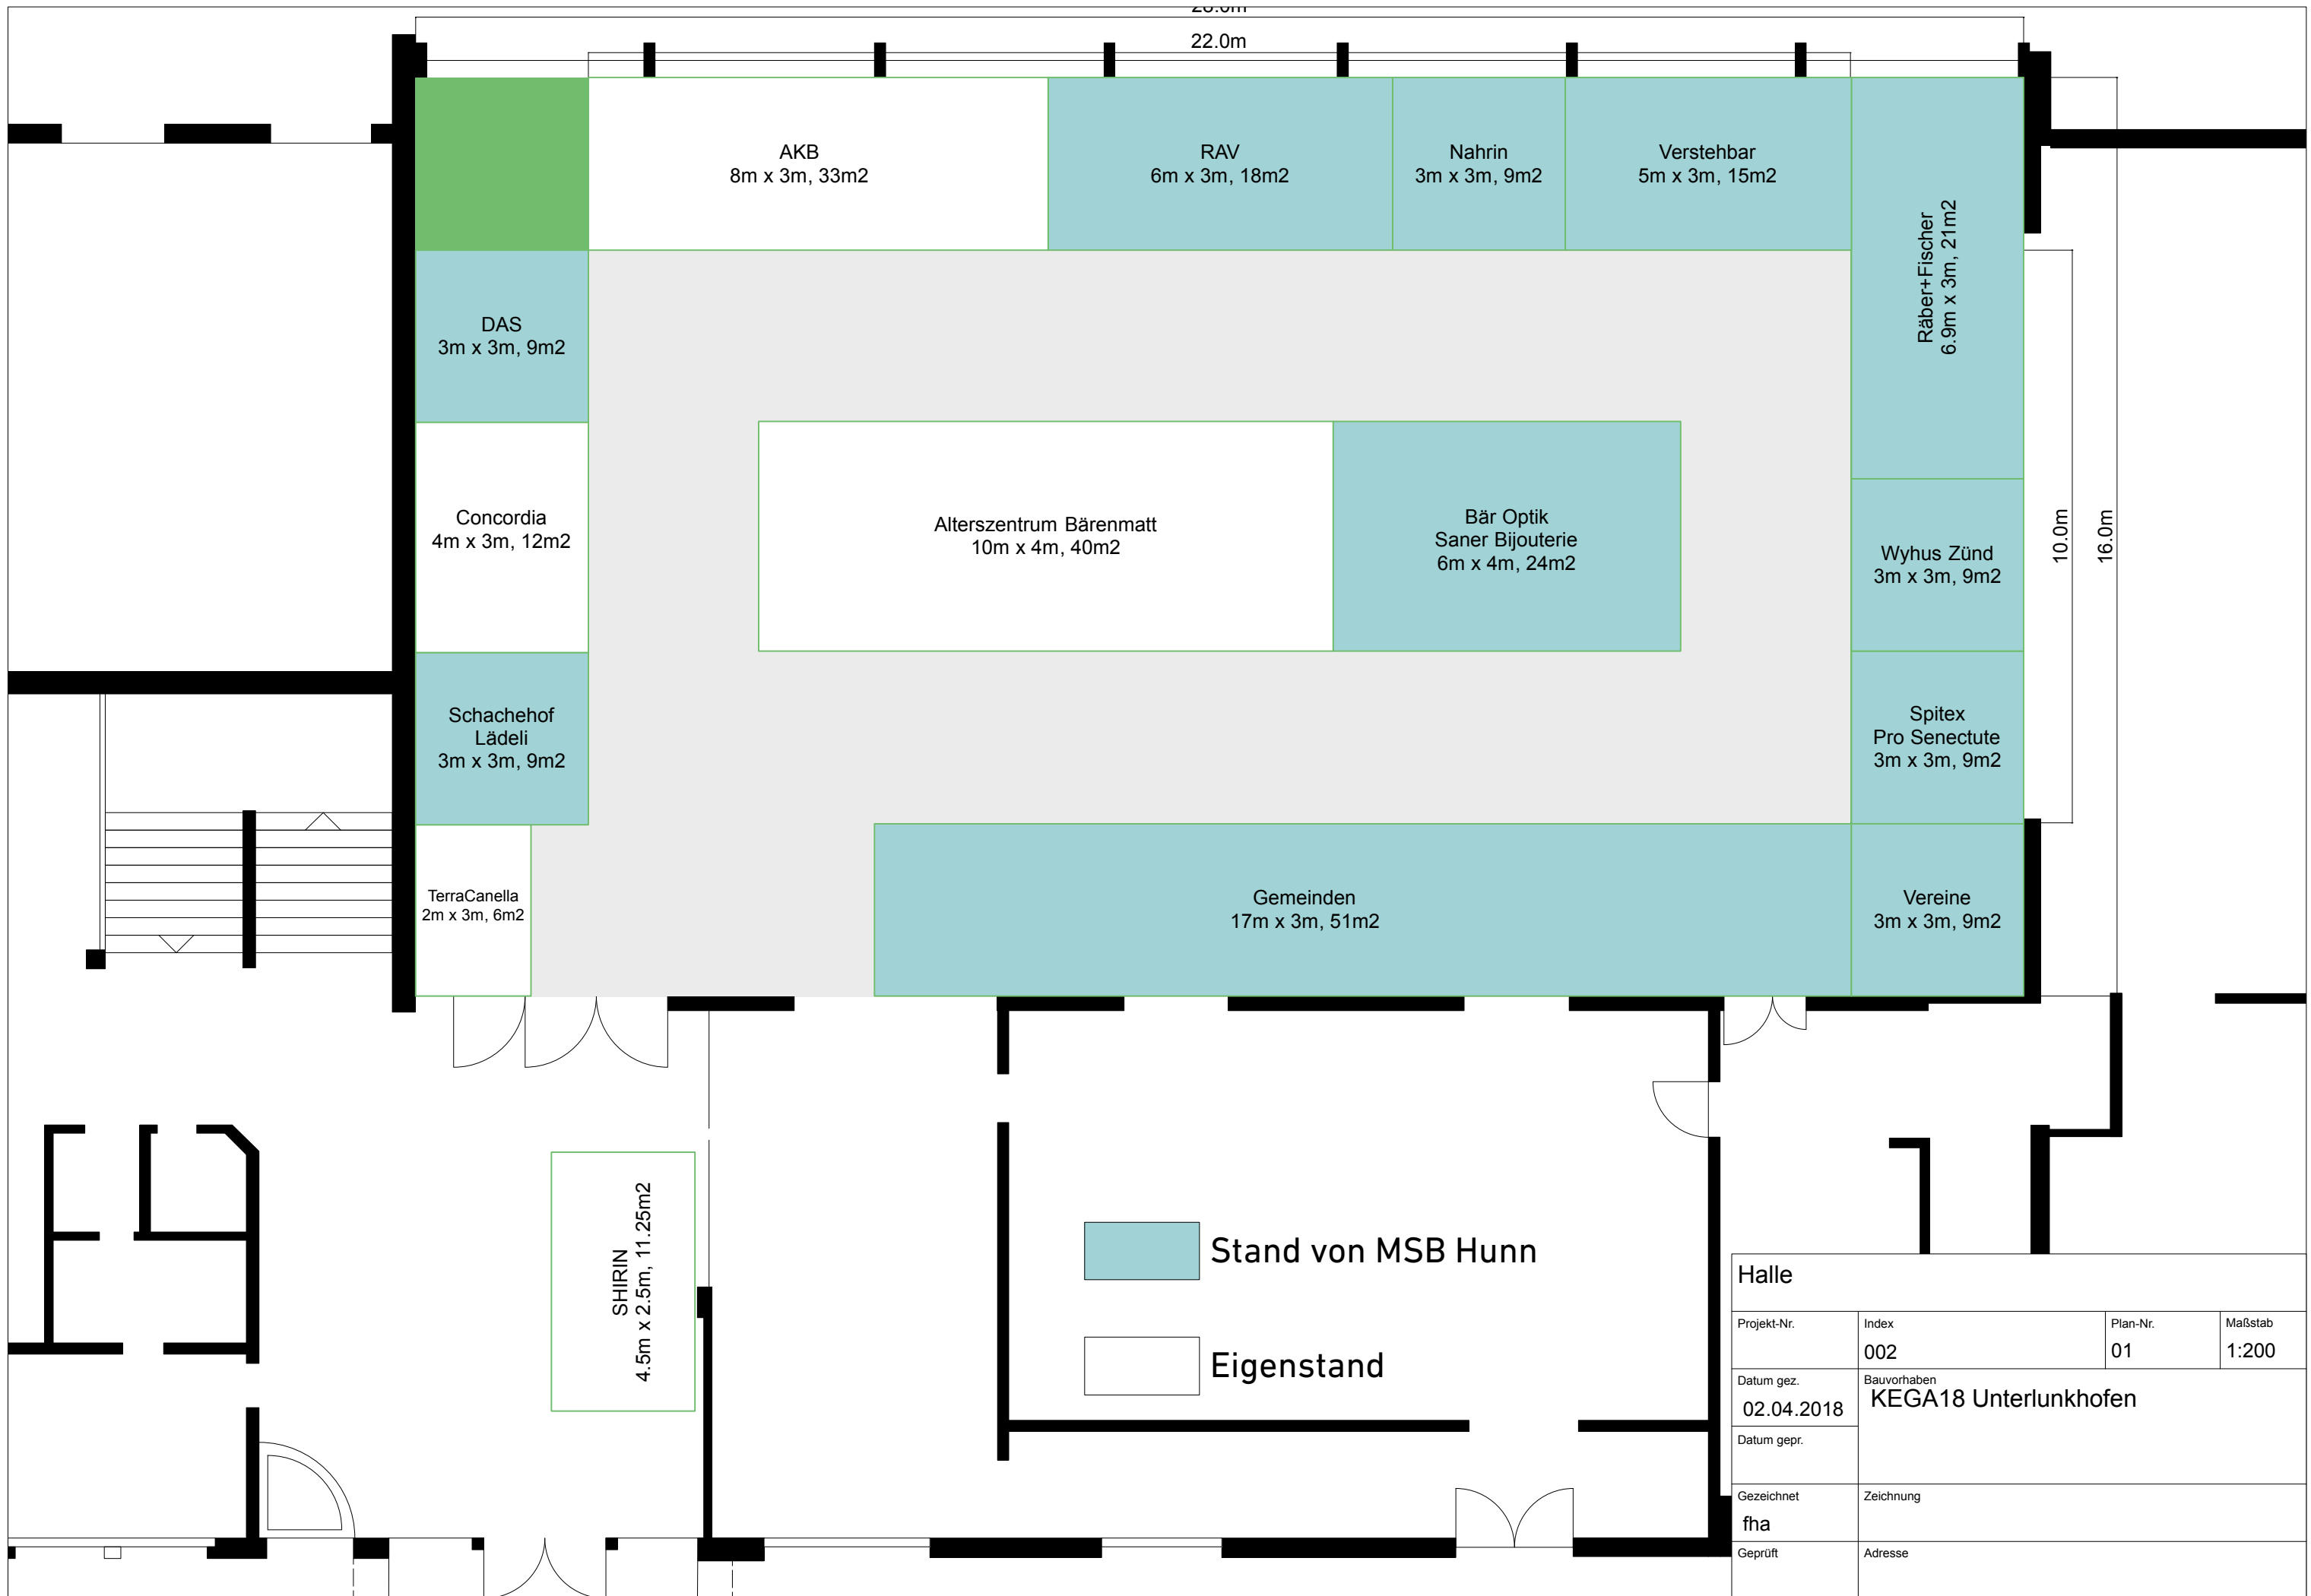 28.0m
22.0m
AKB
8m x 3m, 33m2
RAV
6m x 3m, 18m2
Nahrin
3m x 3m, 9m2
Verstehbar
5m x 3m, 15m2
Räber+Fischer
6.9m x 3m, 21m2
DAS
3m x 3m, 9m2
Concordia
4m x 3m, 12m2
Alterszentrum Bärenmatt
10m x 4m, 40m2
Bär Optik
Saner Bijouterie
6m x 4m, 24m2
Wyhus Zünd
3m x 3m, 9m2
10.0m
16.0m
Schachehof
Lädeli
3m x 3m, 9m2
Spitex
Pro Senectute
3m x 3m, 9m2
TerraCanella
2m x 3m, 6m2
Gemeinden
17m x 3m, 51m2
Vereine
3m x 3m, 9m2
SHIRIN
4.5m x 2.5m, 11.25m2
Stand von MSB Hunn
Eigenstand
Halle
Projekt-Nr.
Index
002
Plan-Nr.
01
Maßstab
1:200
Datum gez.
02.04.2018
Bauvorhaben
KEGA18 Unterlunkhofen
Datum gepr.
Gezeichnet
fha
Zeichnung
Geprüft
Adresse